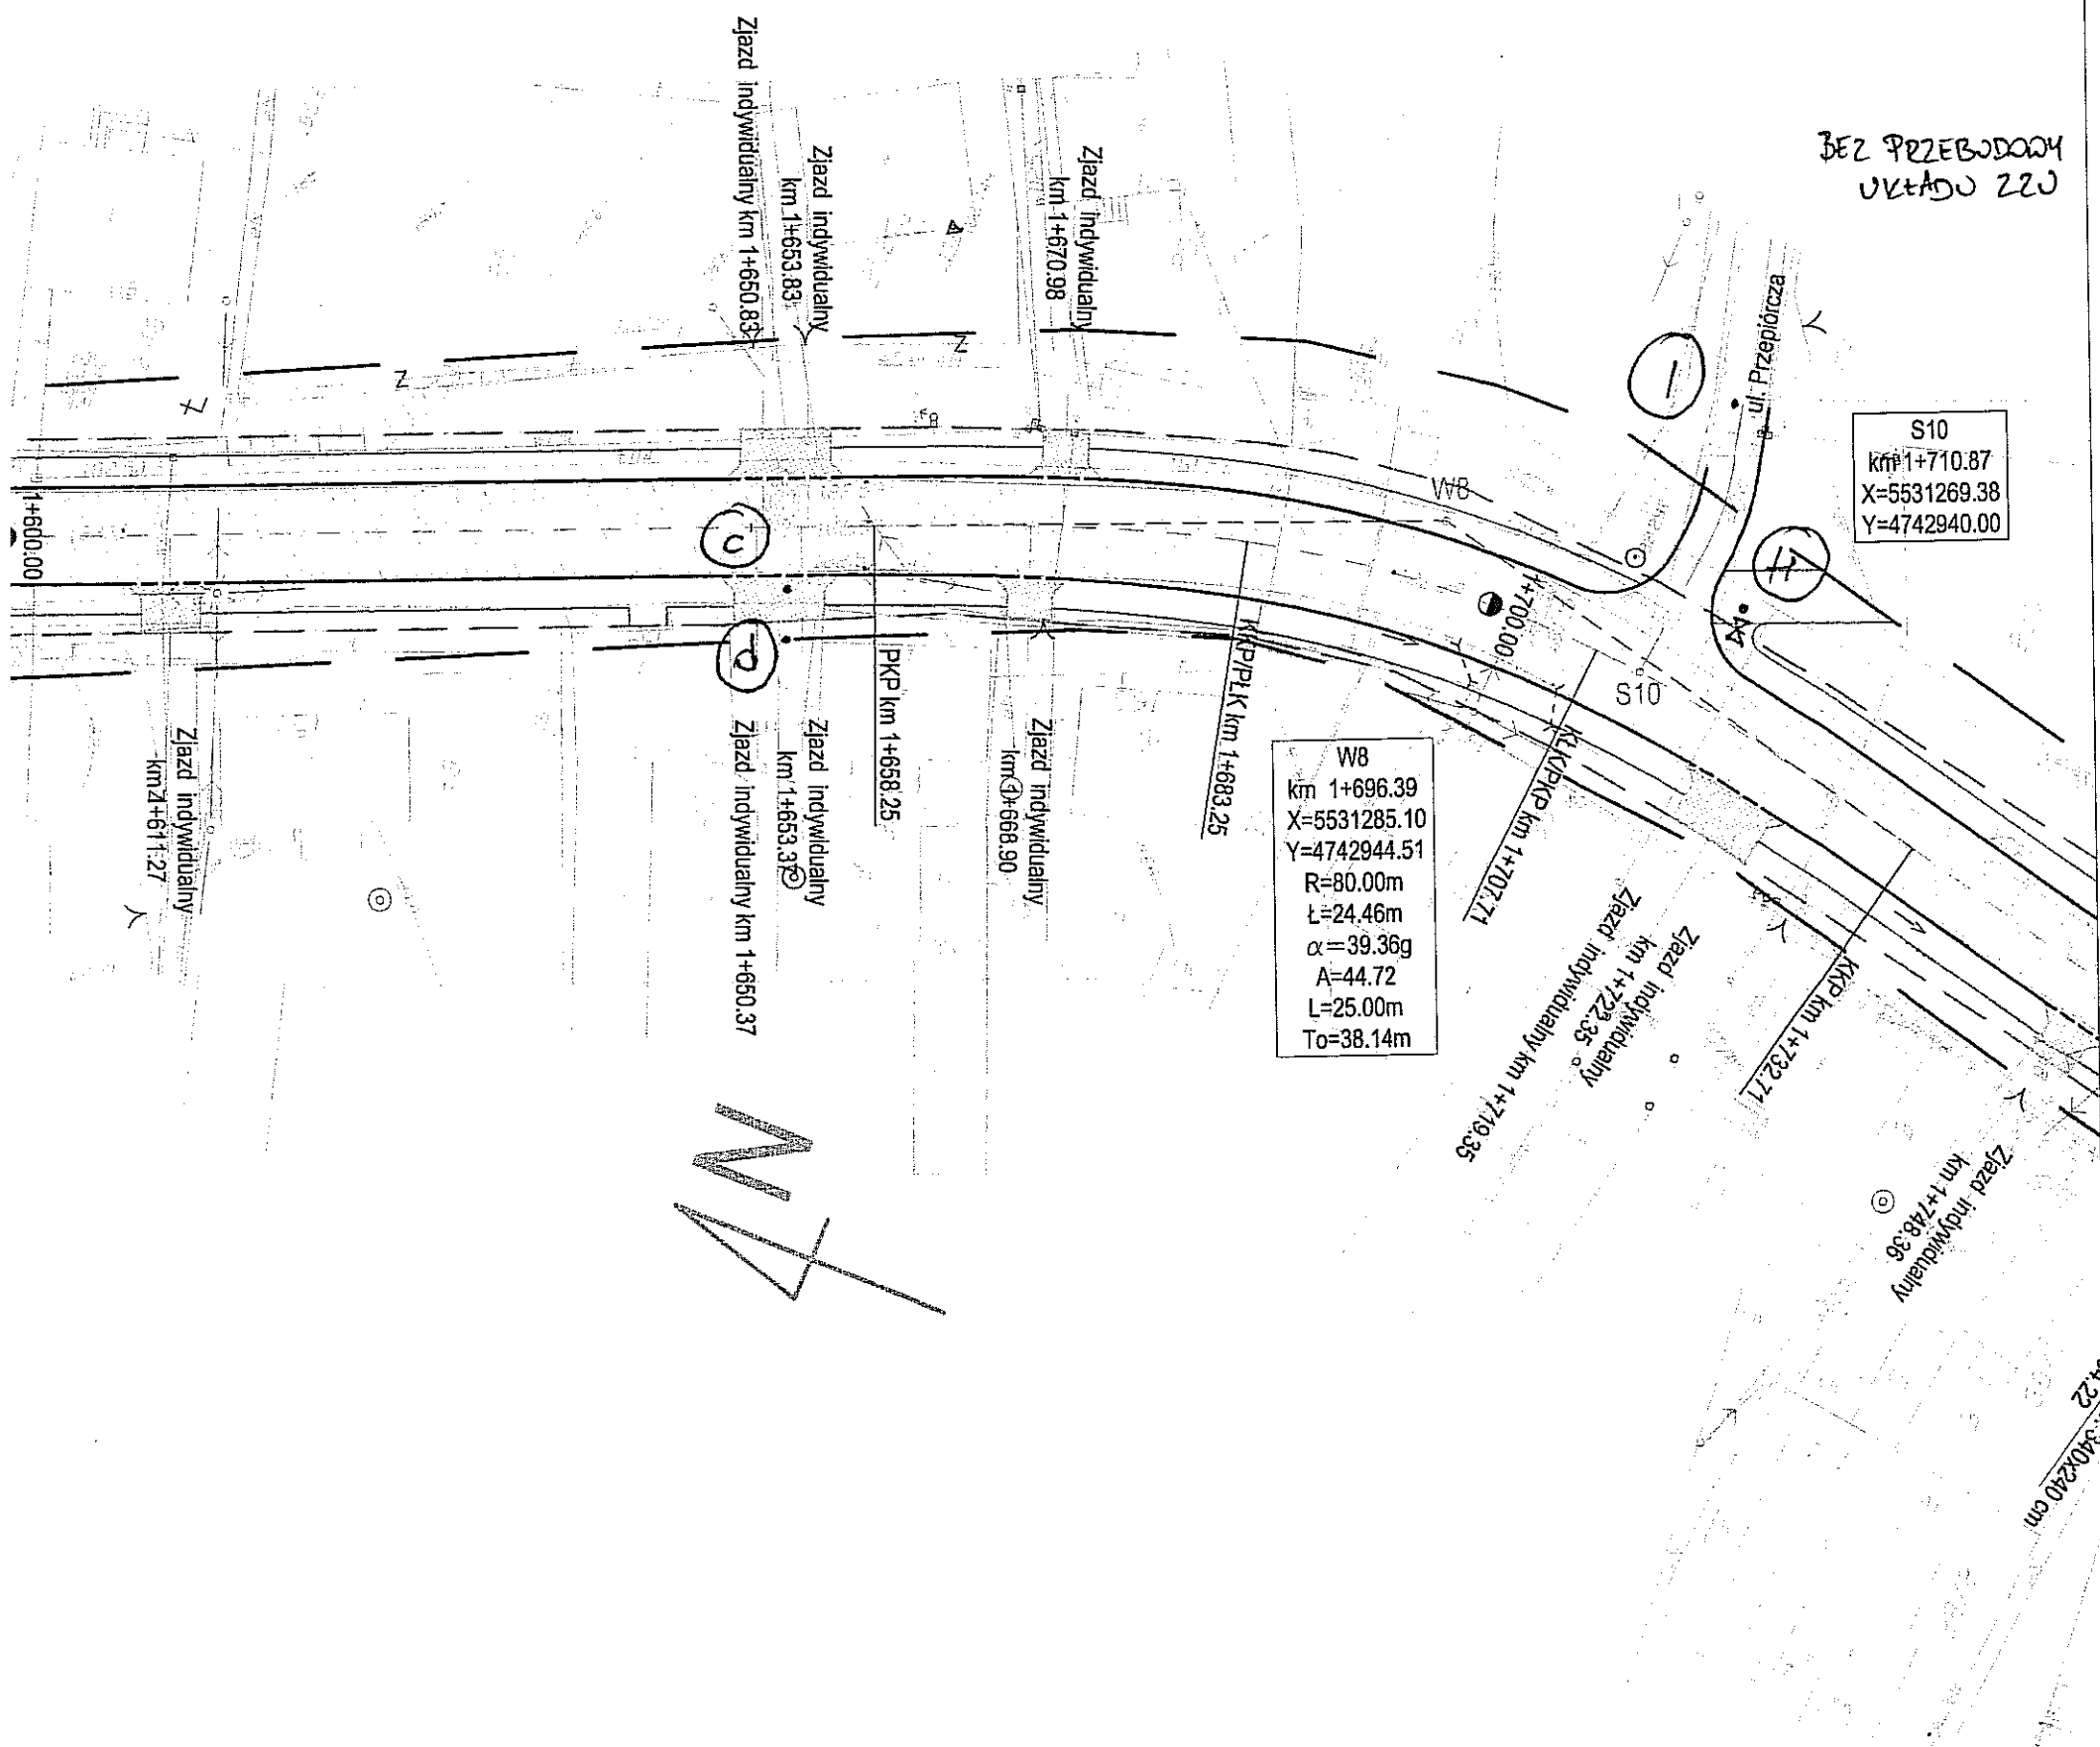 BEZ PRZEBUDOWY
UKŁADU ZZU
Zjazd indywidualny km 1+650.83
Zjazd indywidualny
km 1+653.83
Zjazd indywidualny
km 1+670.98
ul. Przepiórcza
S10
km 1+710.87
X=5531269.38
Y=4742940.00
Z
Z
W8
1+600.00
c
d
1+700.00
S10
Zjazd indywidualny
Zjazd indywidualny km 1+650.37
Zjazd indywidualny
km 1+653.37
PKP km 1+658.25
Zjazd indywidualny
km 1+668.90
KKP/PŁK km 1+683.25
W8
km 1+696.39
X=5531285.10
Y=4742944.51
R=80.00m
Ł=24.46m
α=39.36g
A=44.72
L=25.00m
To=38.14m
KŁK/PKP km 1+707.71
Zjazd indywidualny km 1+719.35
Zjazd indywidualny
km 1+722.35
KKP km 1+732.71
Zjazd indywidualny
km 1+748.36
N
340x240 cm